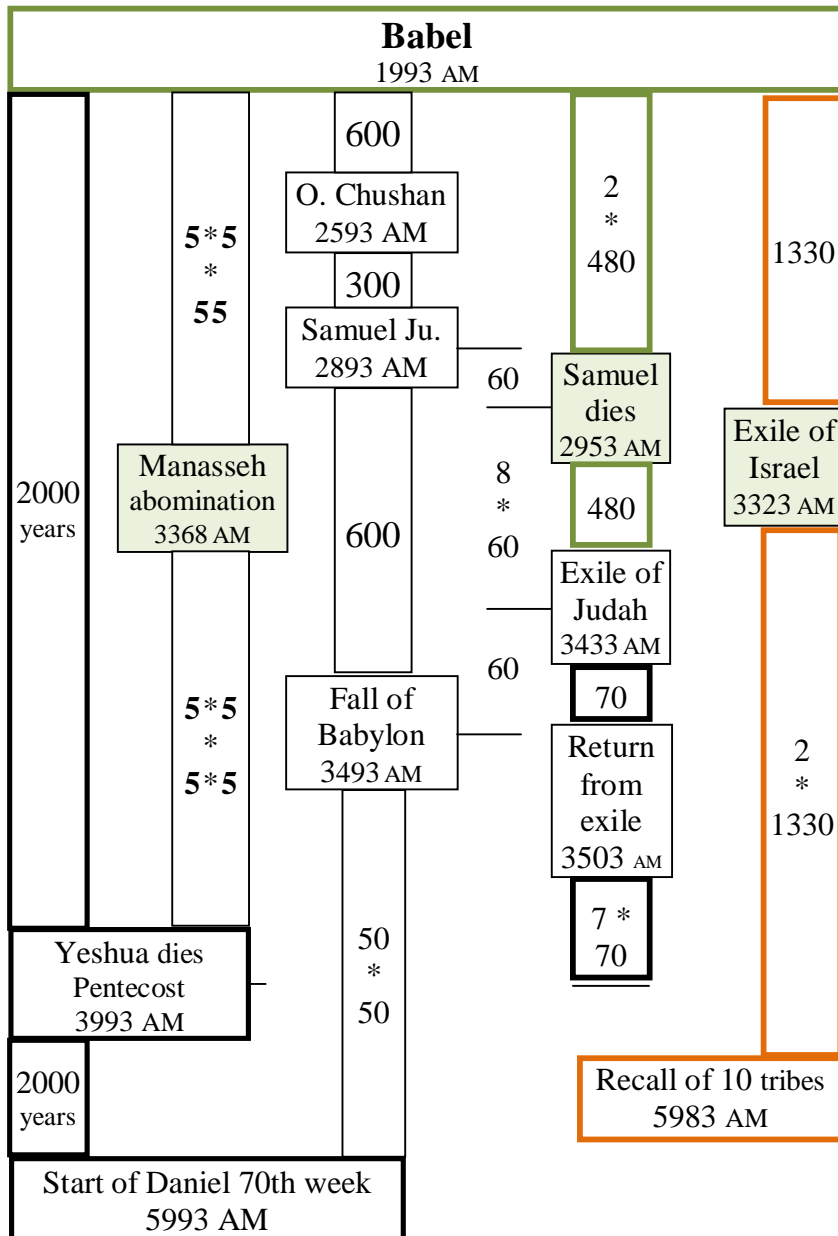 Babel
1993 AM
2000
years
5*5
*
55
Manasseh
abomination
3368 AM
5*5
*
5*5
Yeshua dies
Pentecost
3993 AM
2000
years
600
O. Chushan
2593 AM
300
Samuel Ju.
2893 AM
600
Fall of
Babylon
3493 AM
50
*
50
Start of Daniel 70th week
5993 AM
60
8
*
60
60
2
*
480
Samuel
dies
2953 AM
480
Exile of
Judah
3433 AM
70
Return
from
exile
3503 AM
7 *
70
1330
Exile of
Israel
3323 AM
2
*
1330
Recall of 10 tribes
5983 AM